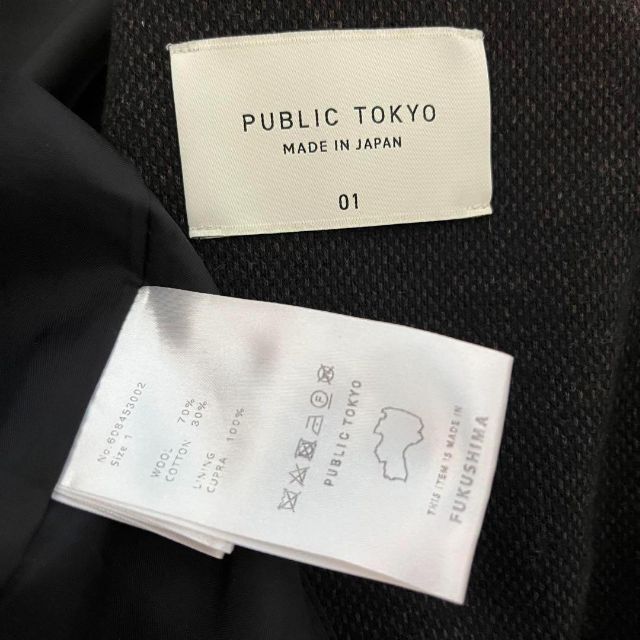 PUBLIC TOKYO
MADE IN JAPAN
01
No.608453002
Size 1
WOOL 70%
COTTON 30%
LINING
CUPRA 100%
PUBLIC TOKYO
THIS ITEM IS MADE IN
FUKUSHIMA